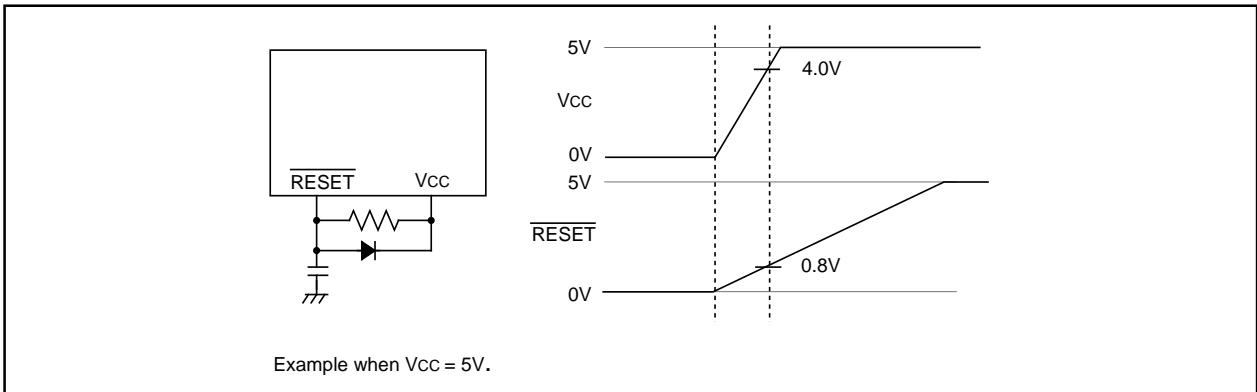 RESET VCC
5V
4.0V
VCC
0V
5V
RESET
0.8V
0V
Example when VCC = 5V.